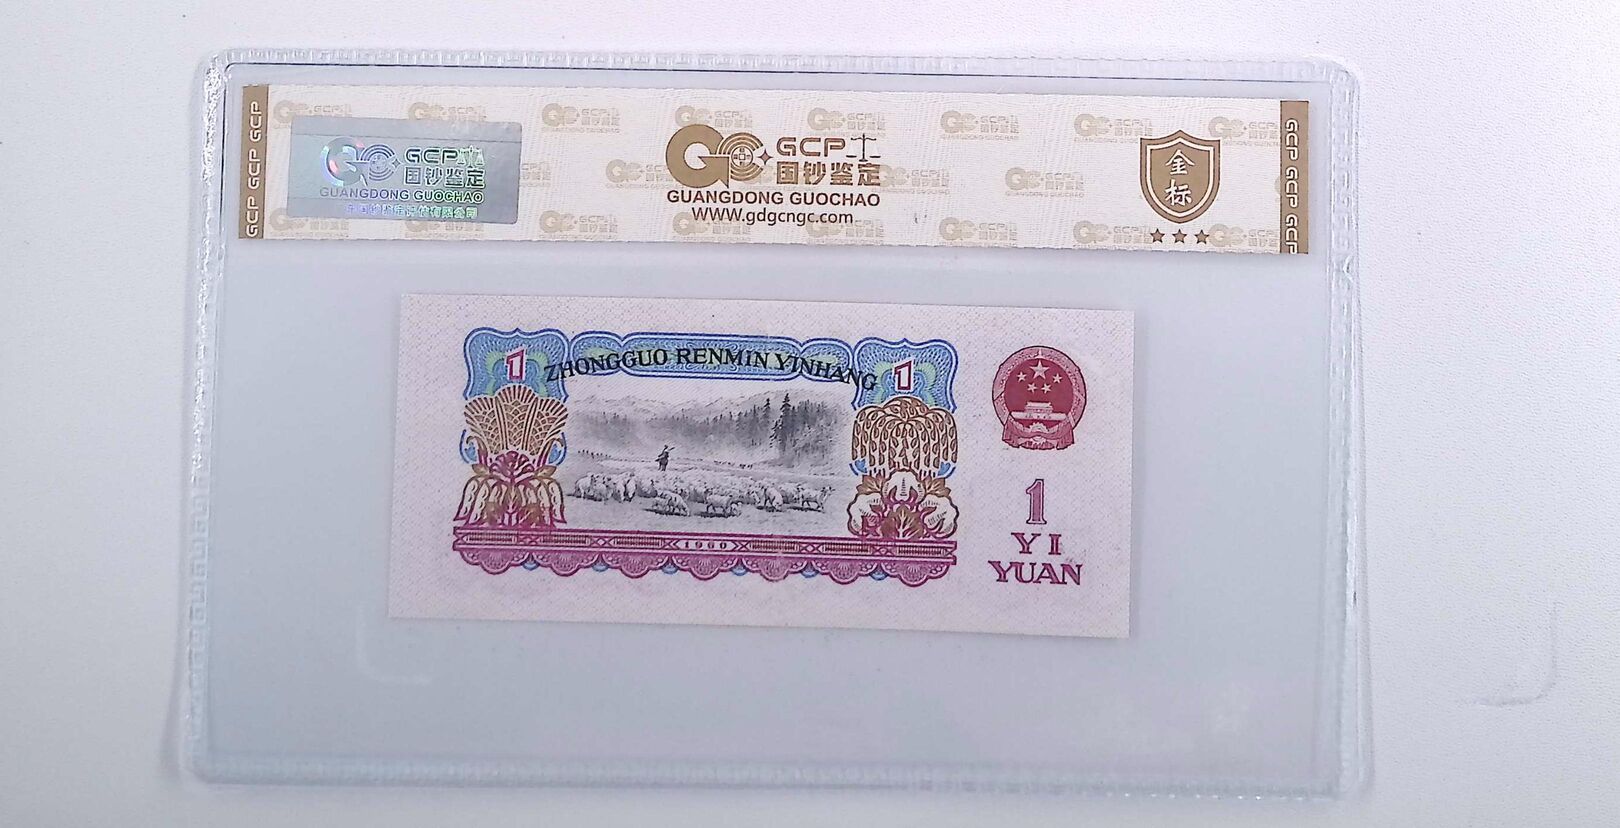 GCP GCP GCP
GCP
国钞鉴定
GUANGDONG GUOCHAO
GCP
国钞鉴定
GUANGDONG GUOCHAO
WWW.gdgcngc.com
金
标
GCP GCP GCP
1
ZHONGGUO RENMIN YINHANG
1
1960
1
YI
YUAN